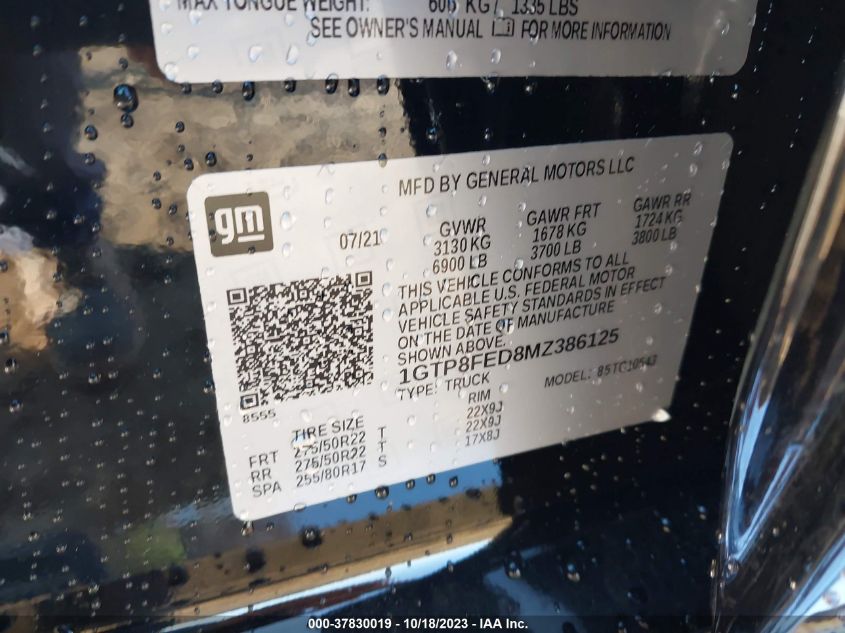 MAX TONGUE WEIGHT: 606 KG / 1335 LBS
SEE OWNER'S MANUAL FOR MORE INFORMATION
gm
MFD BY GENERAL MOTORS LLC
07/21
GVWR GAWR FRT GAWR RR
3130 KG 1678 KG 1724 KG
6900 LB 3700 LB 3800 LB
THIS VEHICLE CONFORMS TO ALL
APPLICABLE U.S. FEDERAL MOTOR
VEHICLE SAFETY STANDARDS IN EFFECT
ON THE DATE OF MANUFACTURE
SHOWN ABOVE.
1GTP8FED8MZ386125
TYPE: TRUCK MODEL: 85TC10543
8555
TIRE SIZE RIM
FRT 275/50R22 T 22X9J
RR 275/50R22 T 22X9J
SPA 255/80R17 S 17X8J
000-37830019 - 10/18/2023 - IAA Inc.